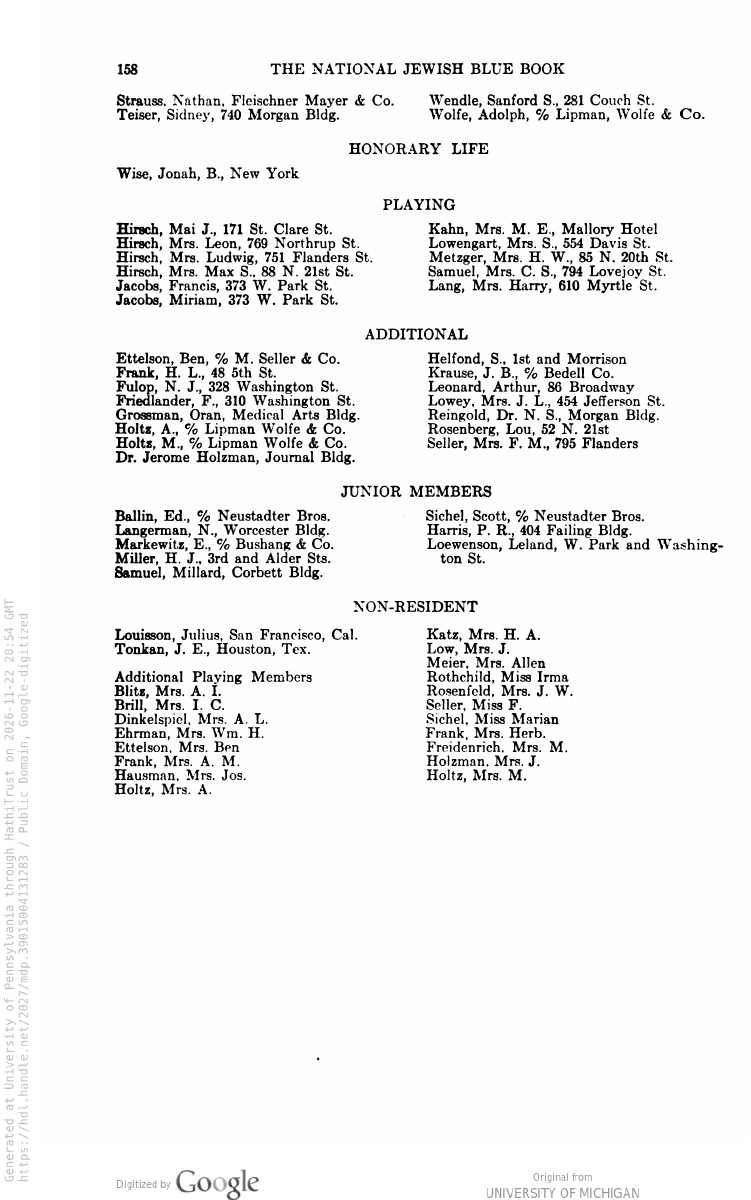 158 THE NATIONAL JEWISH BLUE BOOK
Strauss, Nathan, Fleischner Mayer & Co.
Teiser, Sidney, 740 Morgan Bldg.
Wendle, Sanford S., 281 Couch St.
Wolfe, Adolph, % Lipman, Wolfe & Co.
HONORARY LIFE
Wise, Jonah, B., New York
PLAYING
Hirsch, Mai J., 171 St. Clare St.
Hirsch, Mrs. Leon, 769 Northrup St.
Hirsch, Mrs. Ludwig, 751 Flanders St.
Hirsch, Mrs. Max S., 88 N. 21st St.
Jacobs, Francis, 373 W. Park St.
Jacobs, Miriam, 373 W. Park St.
Kahn, Mrs. M. E., Mallory Hotel
Lowengart, Mrs. S., 554 Davis St.
Metzger, Mrs. H. W., 85 N. 20th St.
Samuel, Mrs. C. S., 794 Lovejoy St.
Lang, Mrs. Harry, 610 Myrtle St.
ADDITIONAL
Ettelson, Ben, % M. Seller & Co.
Frank, H. L., 48 5th St.
Fulop, N. J., 328 Washington St.
Friedlander, F., 310 Washington St.
Grossman, Oran, Medical Arts Bldg.
Holtz, A., % Lipman Wolfe & Co.
Holtz, M., % Lipman Wolfe & Co.
Dr. Jerome Holzman, Journal Bldg.
Helfond, S., 1st and Morrison
Krause, J. B., % Bedell Co.
Leonard, Arthur, 86 Broadway
Lowey, Mrs. J. L., 454 Jefferson St.
Reingold, Dr. N. S., Morgan Bldg.
Rosenberg, Lou, 52 N. 21st
Seller, Mrs. F. M., 795 Flanders
JUNIOR MEMBERS
Ballin, Ed., % Neustadter Bros.
Langerman, N., Worcester Bldg.
Markewitz, E., % Bushang & Co.
Miller, H. J., 3rd and Alder Sts.
Samuel, Millard, Corbett Bldg.
Sichel, Scott, % Neustadter Bros.
Harris, P. R., 404 Failing Bldg.
Loewenson, Leland, W. Park and Washing-
ton St.
NON-RESIDENT
Louisson, Julius, San Francisco, Cal.
Tonkan, J. E., Houston, Tex.
Additional Playing Members
Blitz, Mrs. A. I.
Brill, Mrs. I. C.
Dinkelspiel, Mrs. A. L.
Ehrman, Mrs. Wm. H.
Ettelson, Mrs. Ben
Frank, Mrs. A. M.
Hausman, Mrs. Jos.
Holtz, Mrs. A.
Katz, Mrs. H. A.
Low, Mrs. J.
Meier, Mrs. Allen
Rothchild, Miss Irma
Rosenfeld, Mrs. J. W.
Seller, Miss F.
Sichel, Miss Marian
Frank, Mrs. Herb.
Freidenrich, Mrs. M.
Holzman, Mrs. J.
Holtz, Mrs. M.
Generated at University of Pennsylvania through HathiTrust on 2026-11-22 20:54 GMT
https://hdl.handle.net/2027/mdp.39015004131283 / Public Domain, Google-digitized
Digitized by Google
Original from
UNIVERSITY OF MICHIGAN